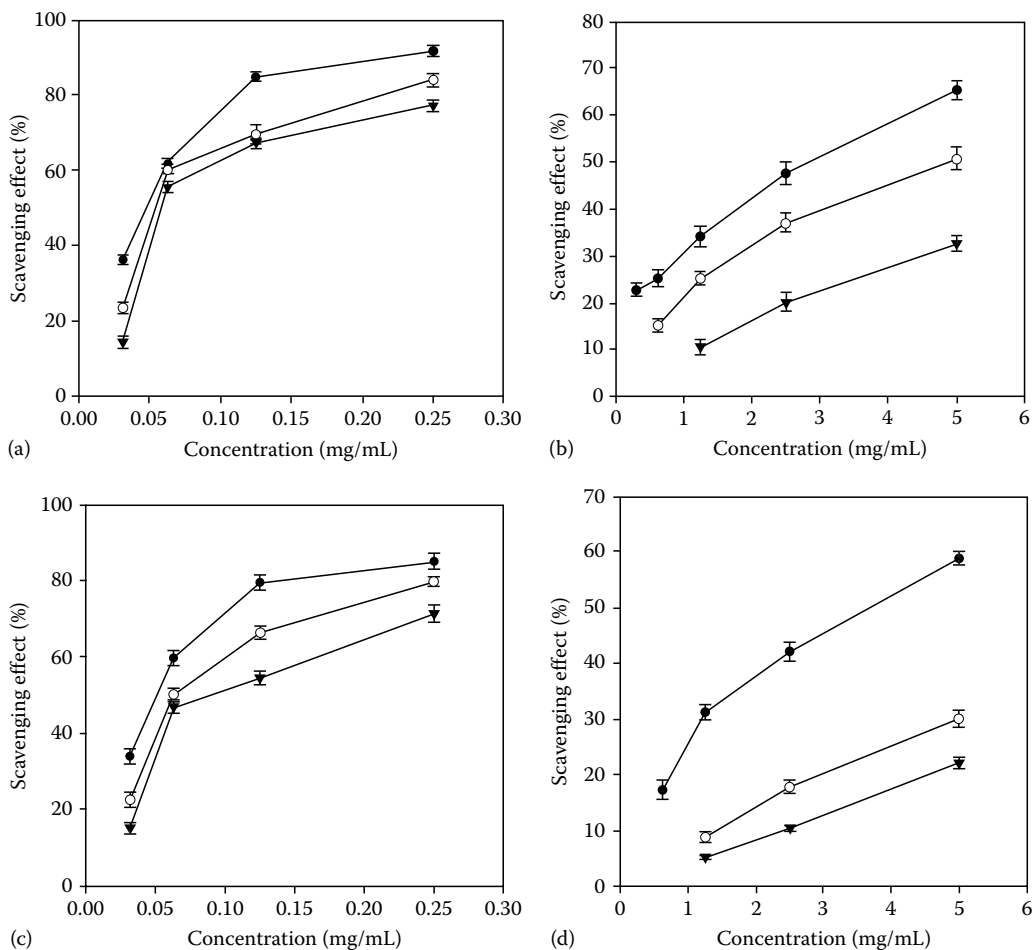 100
80
60
40
20
0
Scavenging effect (%)
0.00 0.05 0.10 0.15 0.20 0.25 0.30
(a) Concentration (mg/mL)
80
70
60
50
40
30
20
10
0
Scavenging effect (%)
0 1 2 3 4 5 6
(b) Concentration (mg/mL)
100
80
60
40
20
0
Scavenging effect (%)
0.00 0.05 0.10 0.15 0.20 0.25 0.30
(c) Concentration (mg/mL)
70
60
50
40
30
20
10
0
Scavenging effect (%)
0 1 2 3 4 5 6
(d) Concentration (mg/mL)